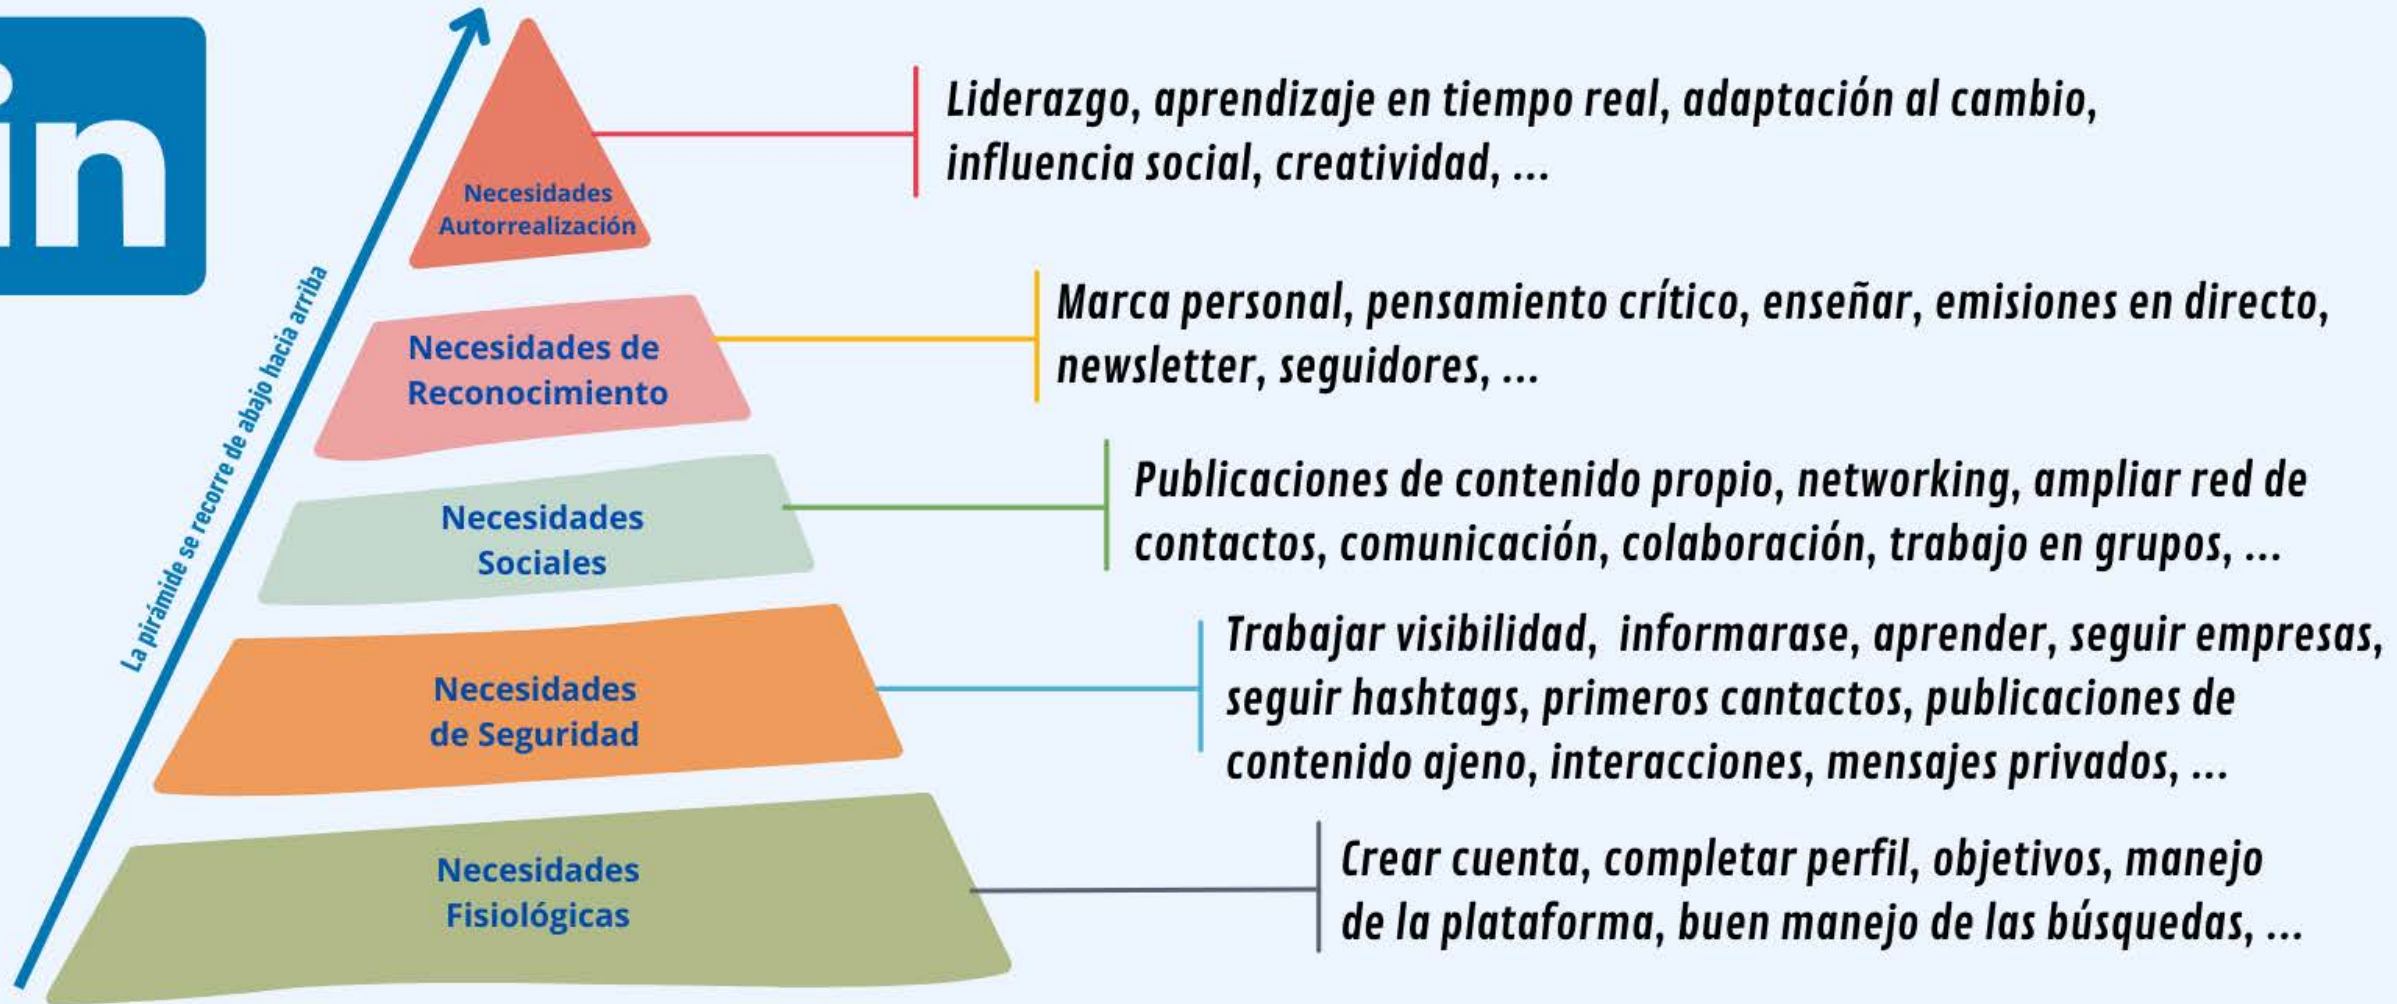 in
La pirámide se recorre de abajo hacia arriba
Necesidades
Autorrealización
Liderazgo, aprendizaje en tiempo real, adaptación al cambio,
influencia social, creatividad, ...
Necesidades de
Reconocimiento
Marca personal, pensamiento crítico, enseñar, emisiones en directo,
newsletter, seguidores, ...
Necesidades
Sociales
Publicaciones de contenido propio, networking, ampliar red de
contactos, comunicación, colaboración, trabajo en grupos, ...
Necesidades
de Seguridad
Trabajar visibilidad, informarase, aprender, seguir empresas,
seguir hashtags, primeros cantactos, publicaciones de
contenido ajeno, interacciones, mensajes privados, ...
Necesidades
Fisiológicas
Crear cuenta, completar perfil, objetivos, manejo
de la plataforma, buen manejo de las búsquedas, ...